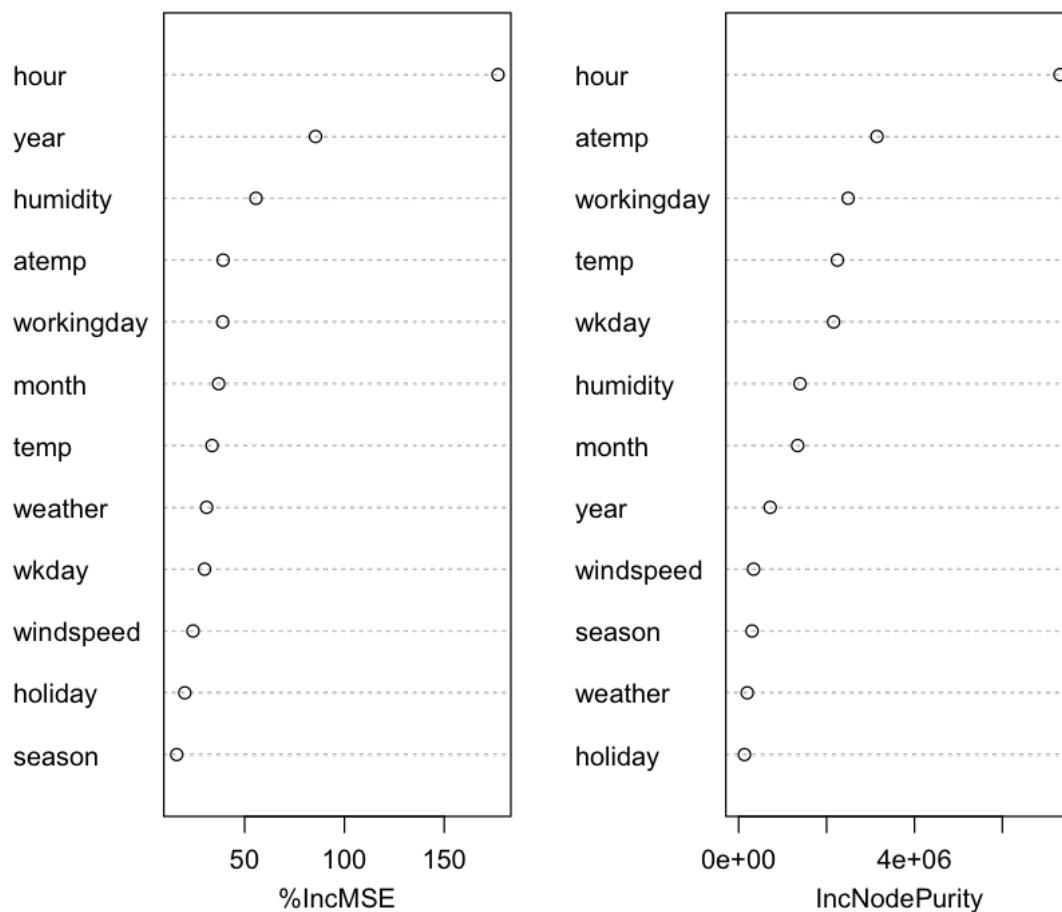 hour
year
humidity
atemp
workingday
month
temp
weather
wkday
windspeed
holiday
season
50 100 150
%IncMSE
hour
atemp
workingday
temp
wkday
humidity
month
year
windspeed
season
weather
holiday
0e+00 4e+06
IncNodePurity